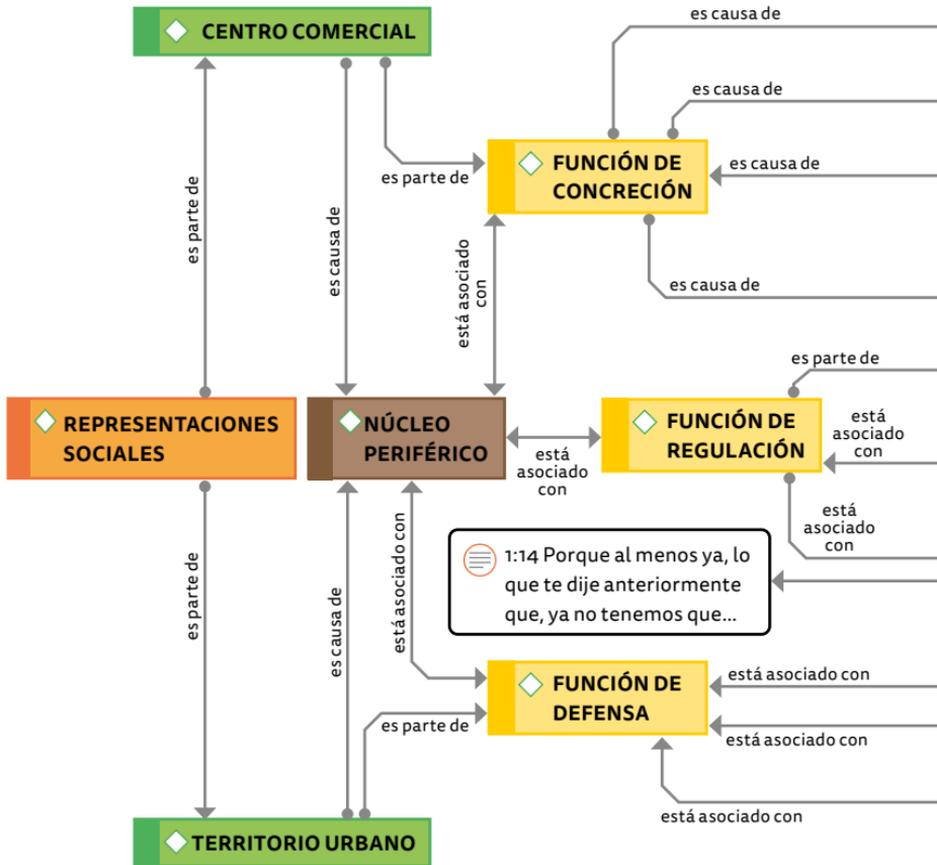 es causa de
CENTRO COMERCIAL
es causa de
FUNCIÓN DE
CONCRECIÓN
es causa de
es parte de
es parte de
es causa de
está asociado
con
es causa de
es parte de
REPRESENTACIONES
SOCIALES
NÚCLEO
PERIFÉRICO
está
asociado
con
FUNCIÓN DE
REGULACIÓN
está
asociado
con
está
asociado
con
1:14 Porque al menos ya, lo
que te dije anteriormente
que, ya no tenemos que...
es parte de
es causa de
está asociado con
FUNCIÓN DE
DEFENSA
está asociado con
es parte de
está asociado con
está asociado con
TERRITORIO URBANO